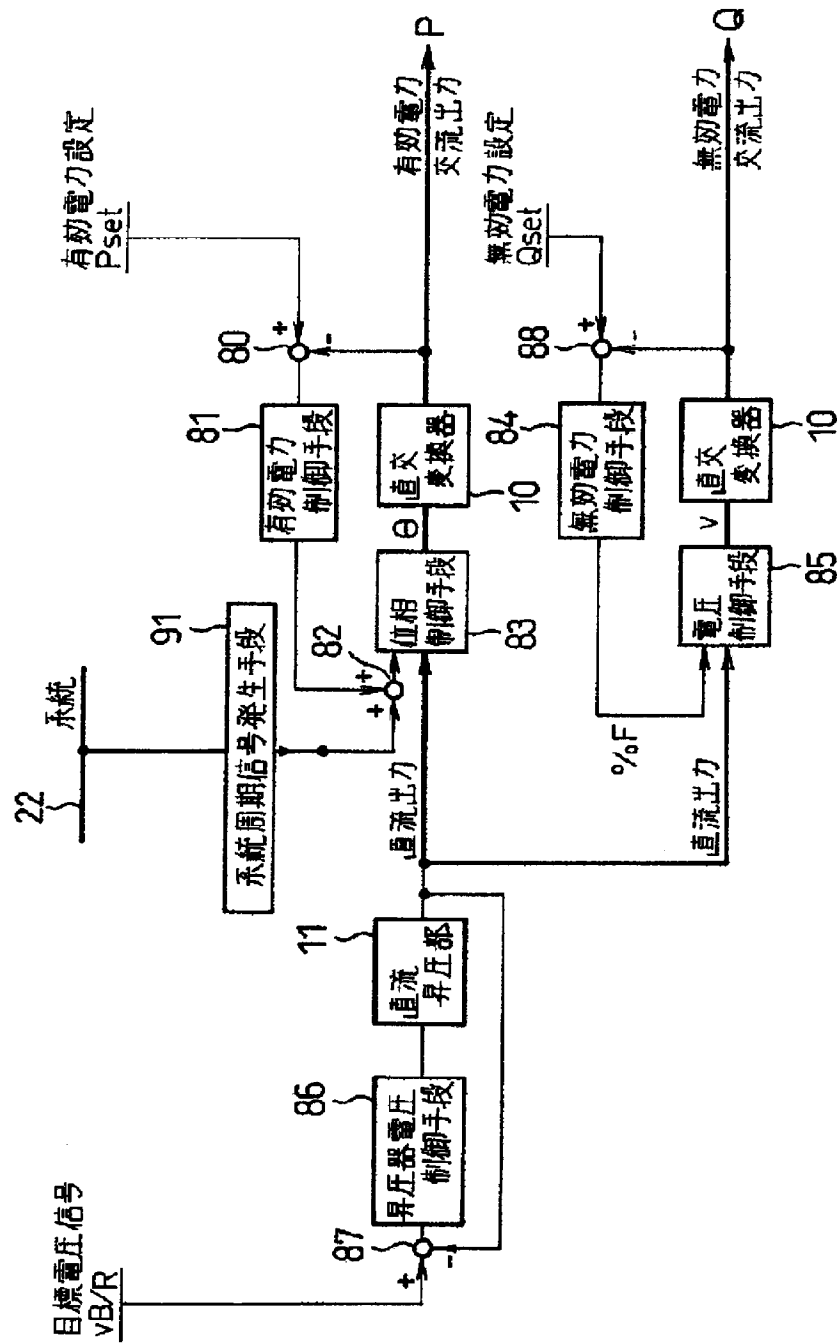 目標電圧信号
vB/R
87
+
-
86
昇圧器電圧
制御手段
11
直流
昇圧部
22
系統
91
系統周期信号発生手段
直流出力
直流出力
82
+
+
+
位相
制御手段
83
θ
直交
変換器
10
有効電力設定
Pset
80
+
-
81
有効電力
制御手段
有効電力
交流出力
P
無効電力設定
Qset
88
+
-
84
無効電力
制御手段
%F
電圧
制御手段
85
V
直交
変換器
10
無効電力
交流出力
Q